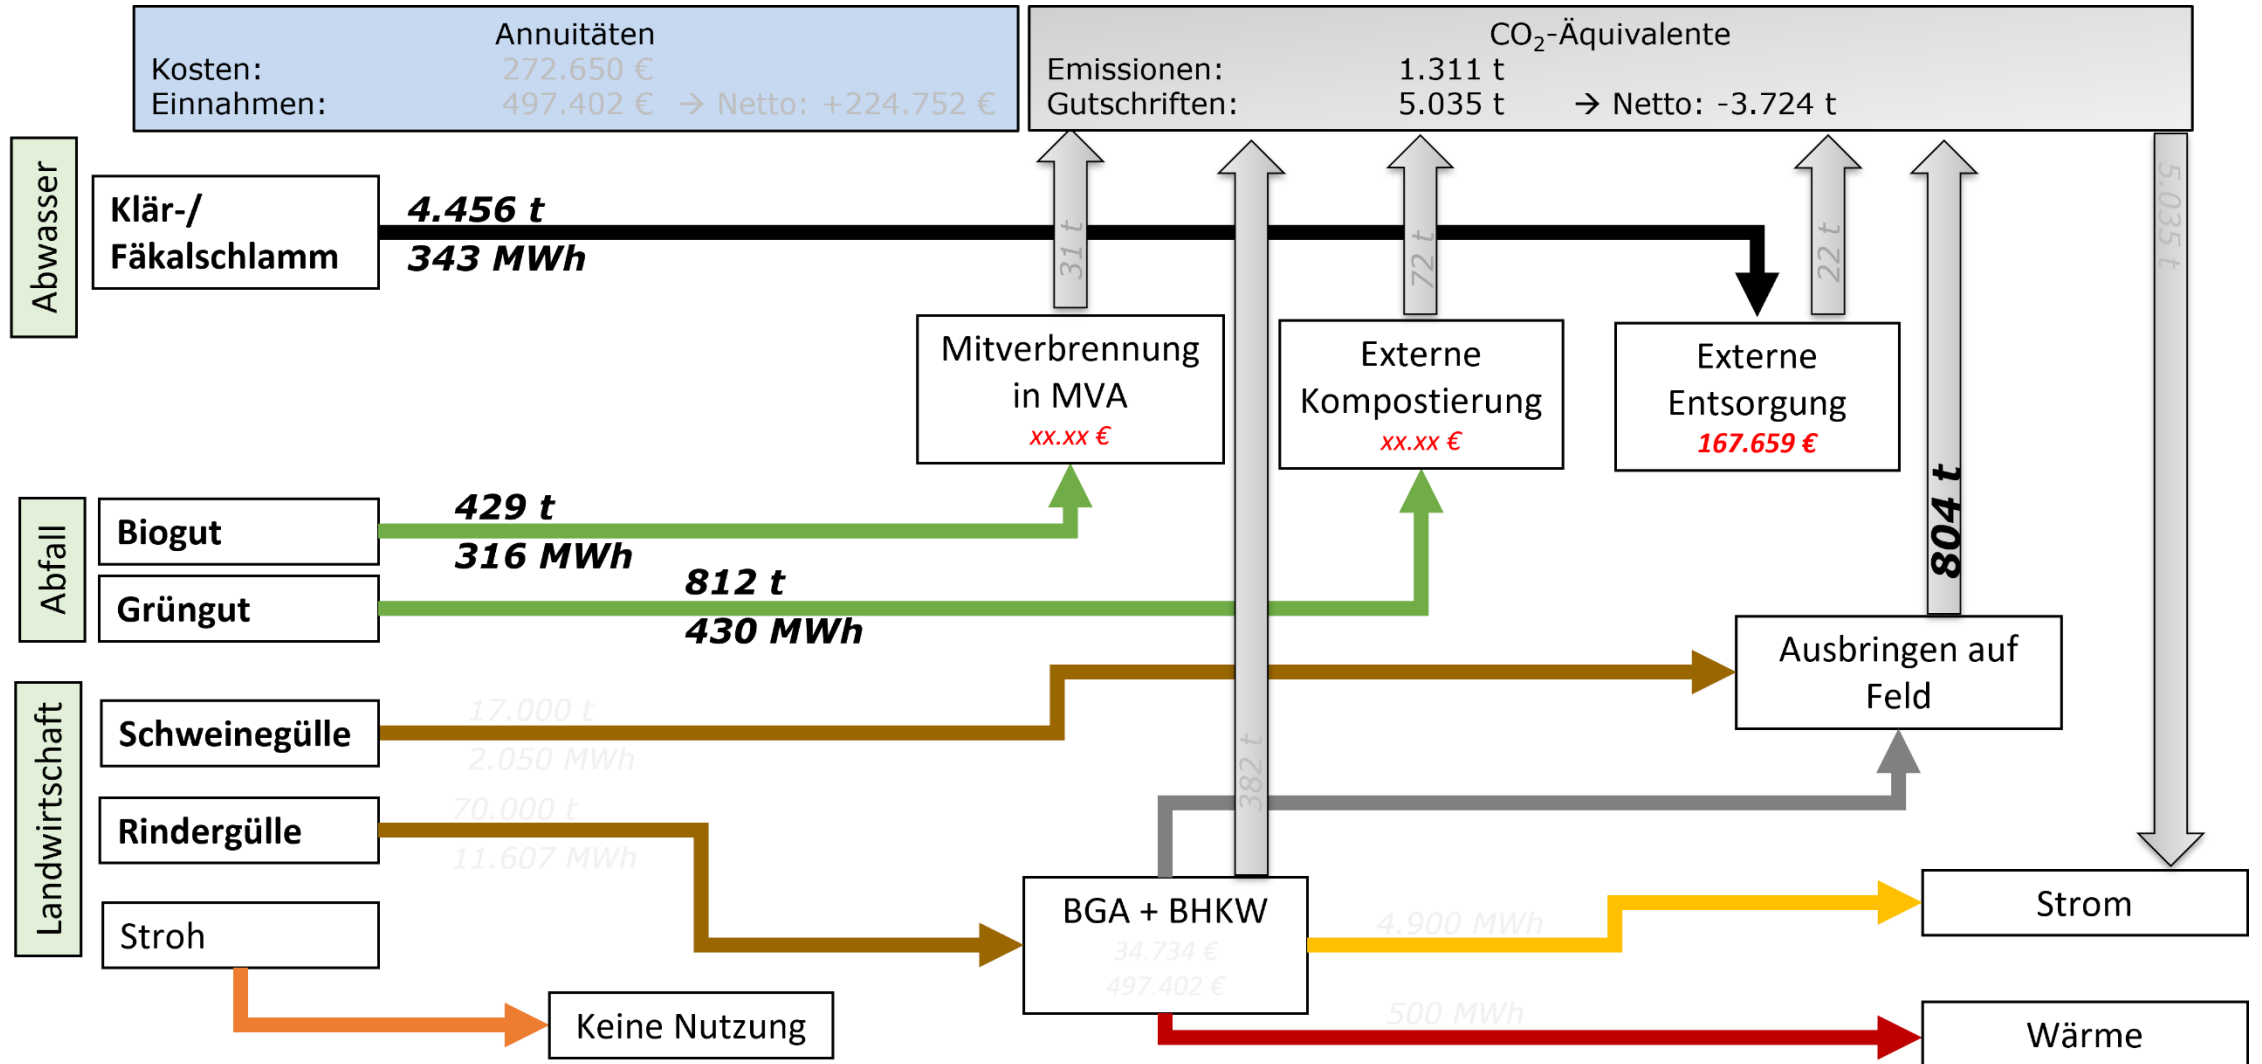 Annuitäten
Kosten: 272.650 €
Einnahmen: 497.402 € → Netto: +224.752 €
CO₂-Äquivalente
Emissionen: 1.311 t
Gutschriften: 5.035 t → Netto: -3.724 t
Abwasser
Klär-/
Fäkalschlamm
4.456 t
343 MWh
31 t
72 t
22 t
5.035 t
Mitverbrennung
in MVA
xx.xx €
Externe
Kompostierung
xx.xx €
Externe
Entsorgung
167.659 €
804 t
Abfall
Biogut
429 t
316 MWh
Grüngut
812 t
430 MWh
Ausbringen auf
Feld
Landwirtschaft
Schweinegülle
17.000 t
2.050 MWh
382 t
Rindergülle
70.000 t
11.607 MWh
Stroh
BGA + BHKW
34.734 €
497.402 €
4.900 MWh
Strom
Keine Nutzung
500 MWh
Wärme